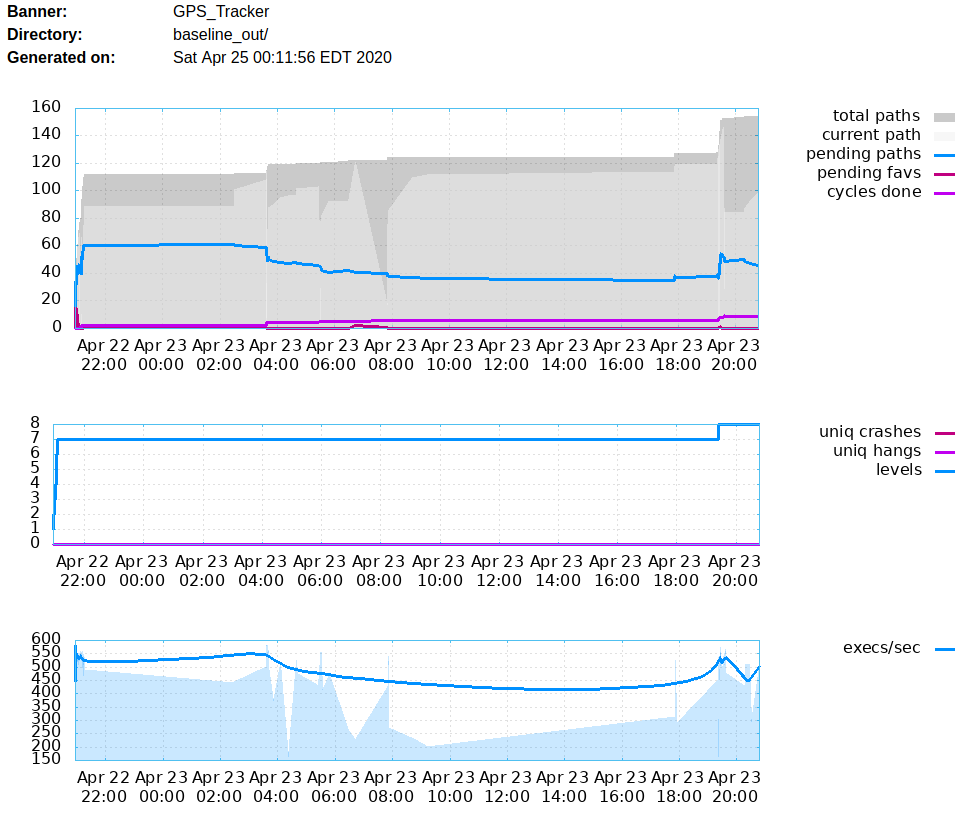 Banner: GPS_Tracker
Directory: baseline_out/
Generated on: Sat Apr 25 00:11:56 EDT 2020
160
140
120
100
80
60
40
20
0
Apr 22 Apr 23 Apr 23 Apr 23 Apr 23 Apr 23 Apr 23 Apr 23 Apr 23 Apr 23 Apr 23 Apr 23
22:00 00:00 02:00 04:00 06:00 08:00 10:00 12:00 14:00 16:00 18:00 20:00
total paths
current path
pending paths
pending favs
cycles done
8
7
6
5
4
3
2
1
0
Apr 22 Apr 23 Apr 23 Apr 23 Apr 23 Apr 23 Apr 23 Apr 23 Apr 23 Apr 23 Apr 23 Apr 23
22:00 00:00 02:00 04:00 06:00 08:00 10:00 12:00 14:00 16:00 18:00 20:00
uniq crashes
uniq hangs
levels
600
550
500
450
400
350
300
250
200
150
Apr 22 Apr 23 Apr 23 Apr 23 Apr 23 Apr 23 Apr 23 Apr 23 Apr 23 Apr 23 Apr 23 Apr 23
22:00 00:00 02:00 04:00 06:00 08:00 10:00 12:00 14:00 16:00 18:00 20:00
execs/sec